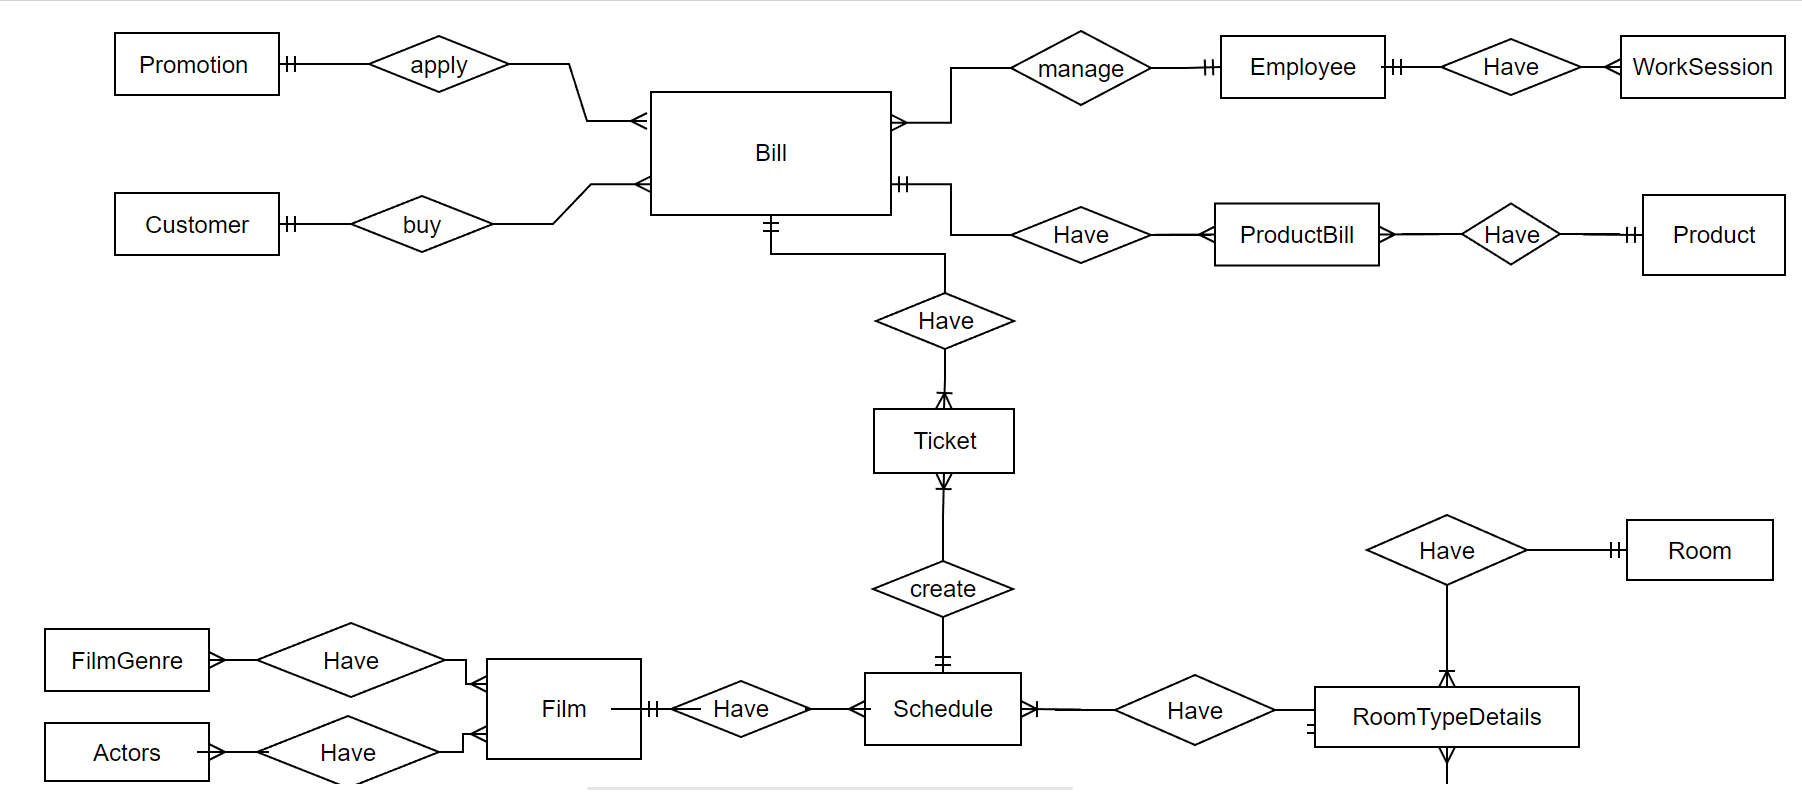 Promotion
apply
manage
Employee
Have
WorkSession
Bill
Customer
buy
Have
ProductBill
Have
Product
Have
Ticket
Have
Room
create
FilmGenre
Have
Film
Have
Schedule
Have
RoomTypeDetails
Actors
Have